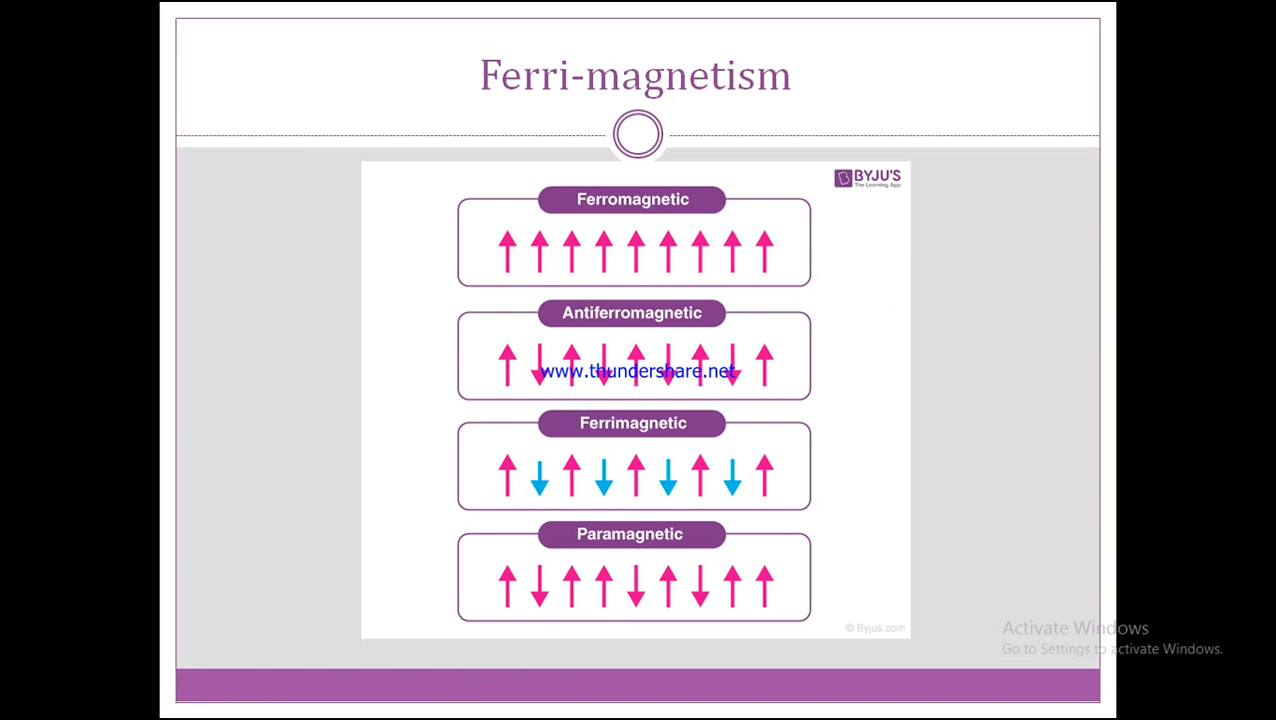 Ferri-magnetism
BYJU'S
The Learning App
Ferromagnetic
Antiferromagnetic
www.thundershare.net
Ferrimagnetic
Paramagnetic
© Byjus.com
Activate Windows
Go to Settings to activate Windows.